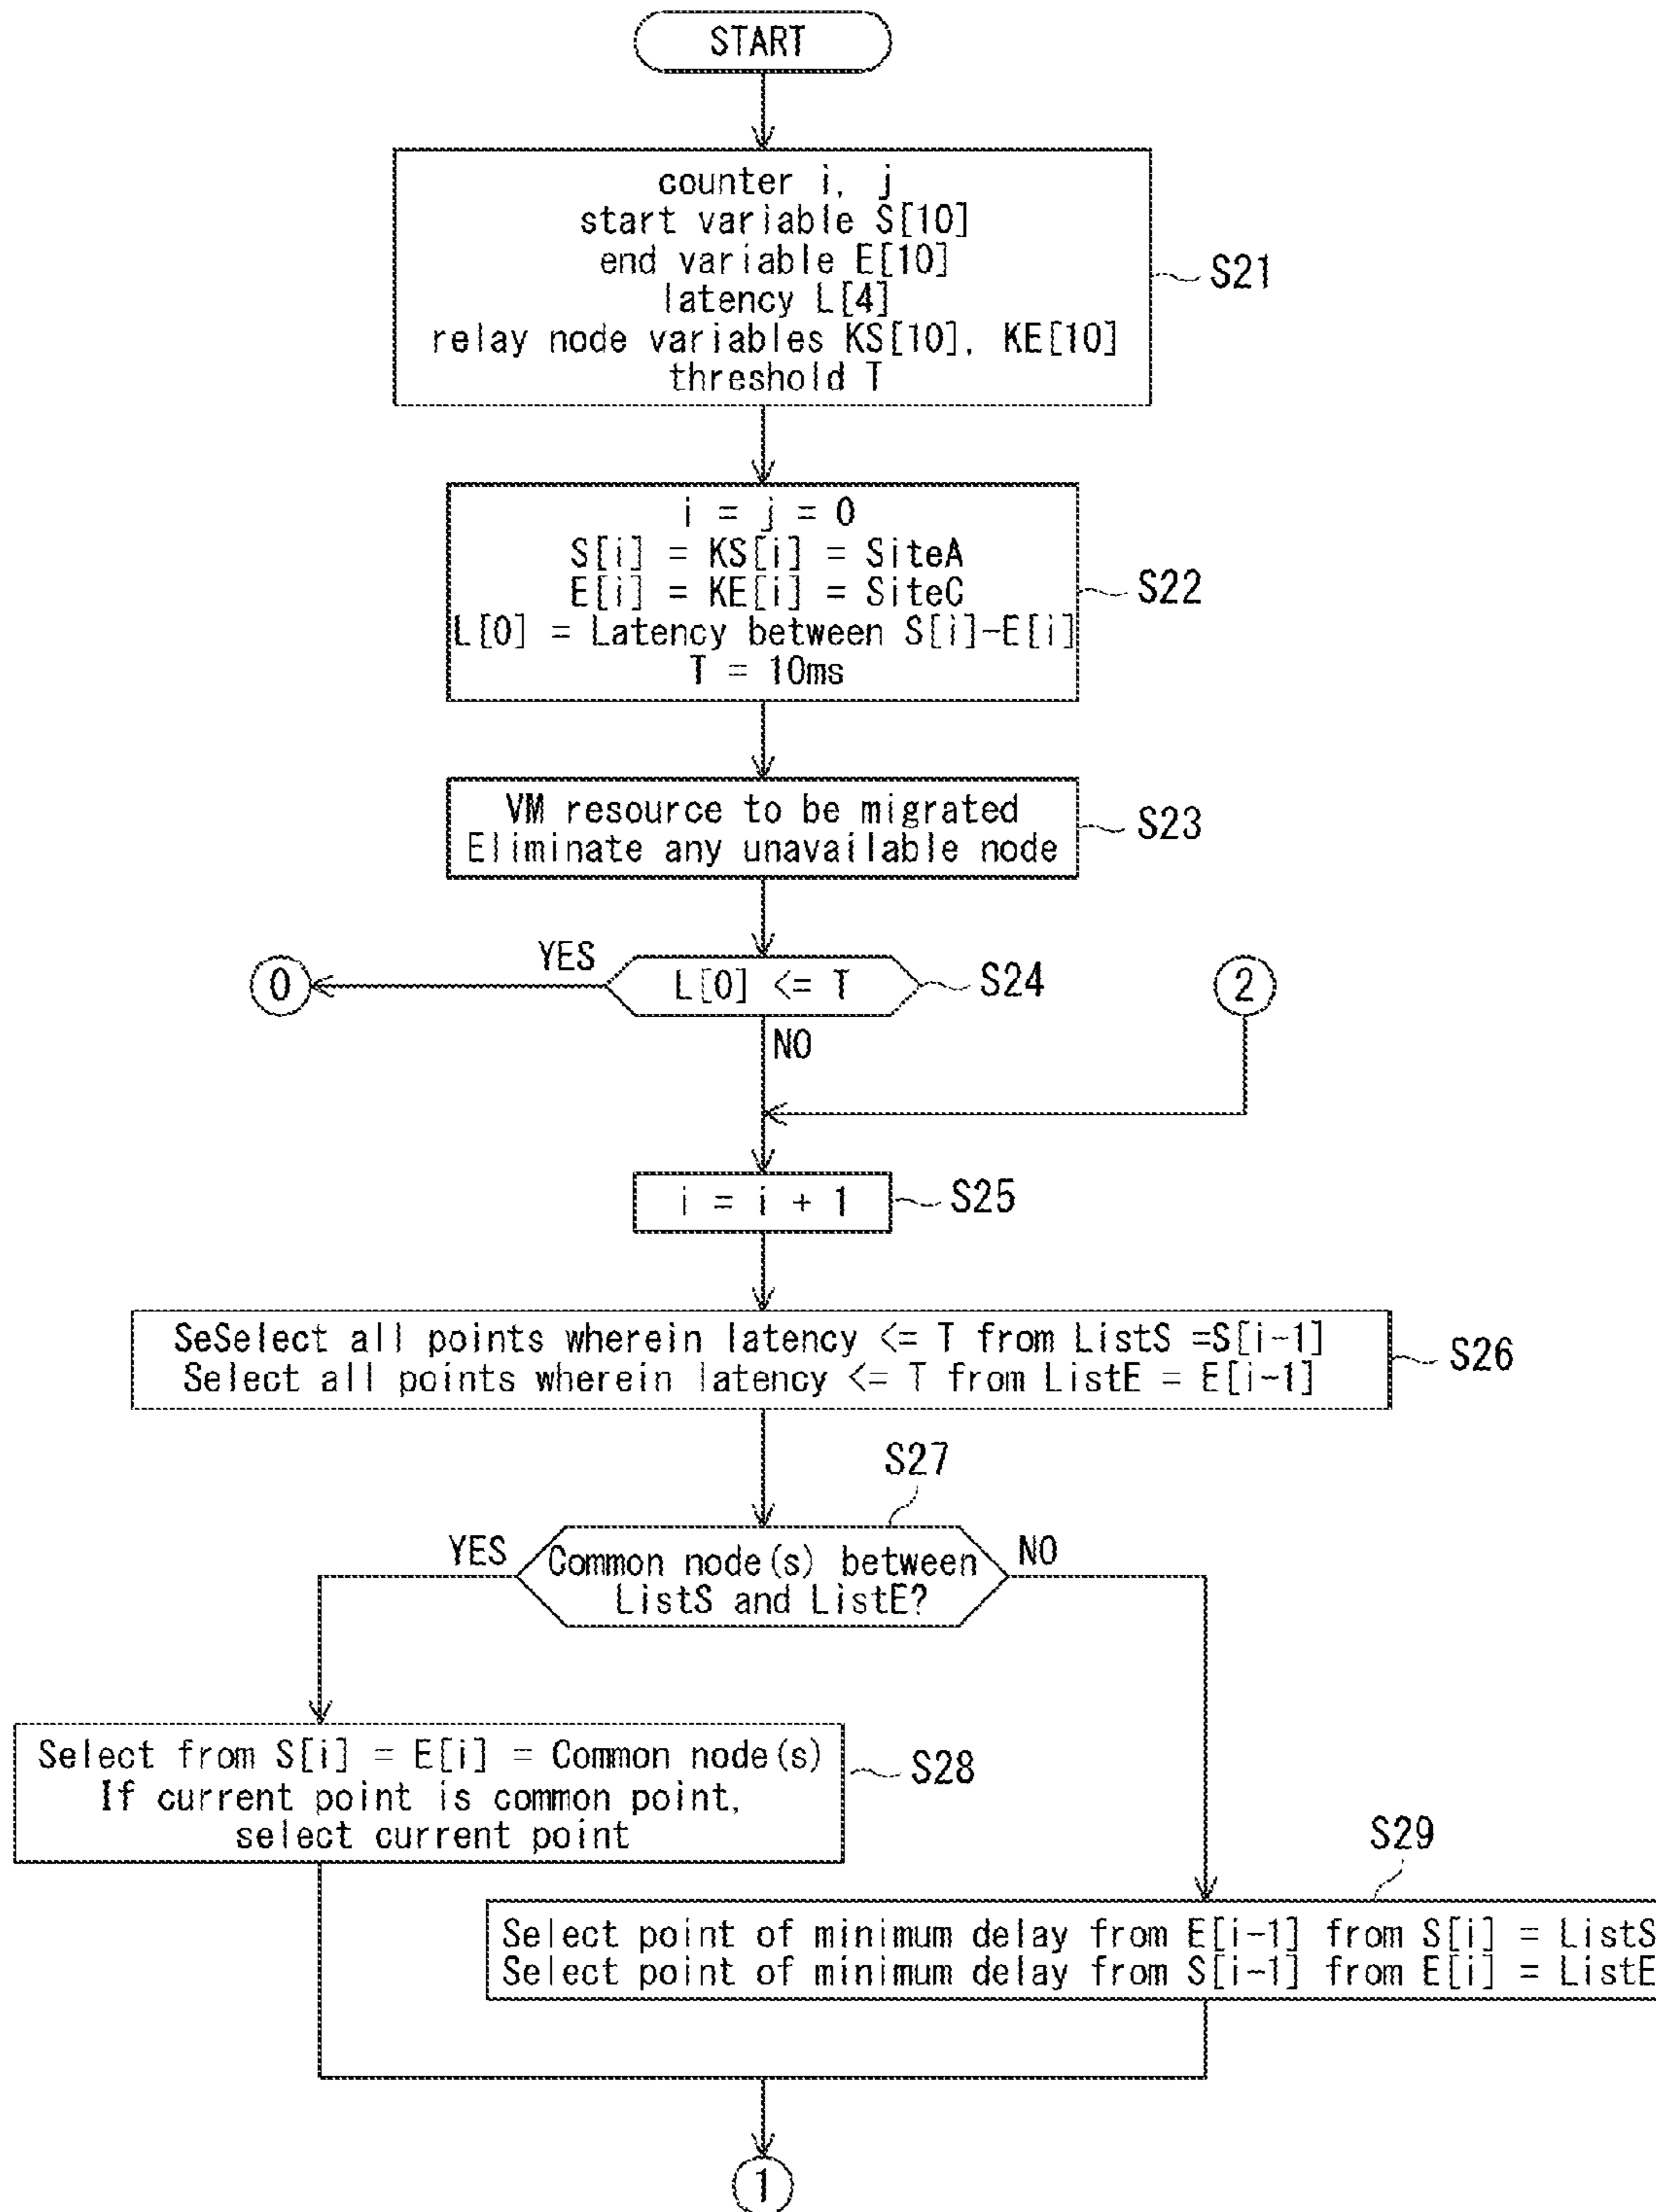 START
counter i, j
start variable S[10]
end variable E[10]
latency L[4]
relay node variables KS[10], KE[10]
threshold T
S21
i = j = 0
S[i] = KS[i] = SiteA
E[i] = KE[i] = SiteC
L[0] = Latency between S[i]-E[i]
T = 10ms
S22
VM resource to be migrated
Eliminate any unavailable node
S23
0
YES
L[0] <= T
S24
2
NO
i = i + 1
S25
SeSelect all points wherein latency <= T from ListS =S[i-1]
Select all points wherein latency <= T from ListE = E[i-1]
S26
S27
YES
Common node(s) between
ListS and ListE?
NO
Select from S[i] = E[i] = Common node(s)
If current point is common point,
select current point
S28
S29
Select point of minimum delay from E[i-1] from S[i] = ListS
Select point of minimum delay from S[i-1] from E[i] = ListE
1